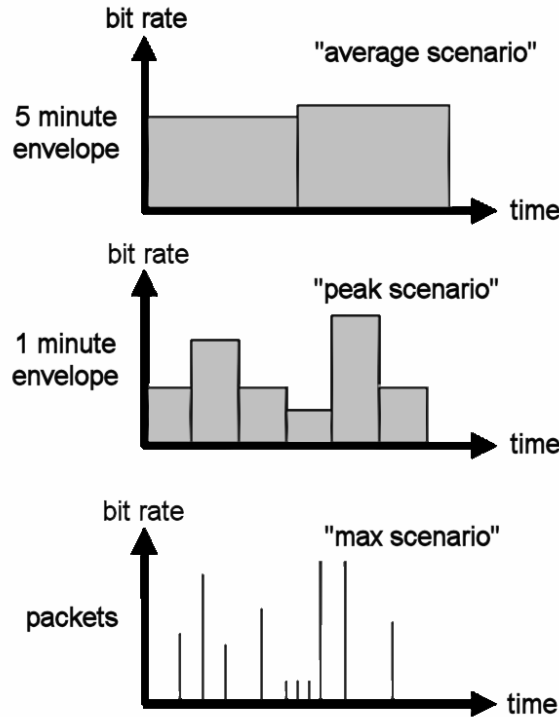 bit rate
"average scenario"
5 minute
envelope
time
bit rate
"peak scenario"
1 minute
envelope
time
bit rate
"max scenario"
packets
time